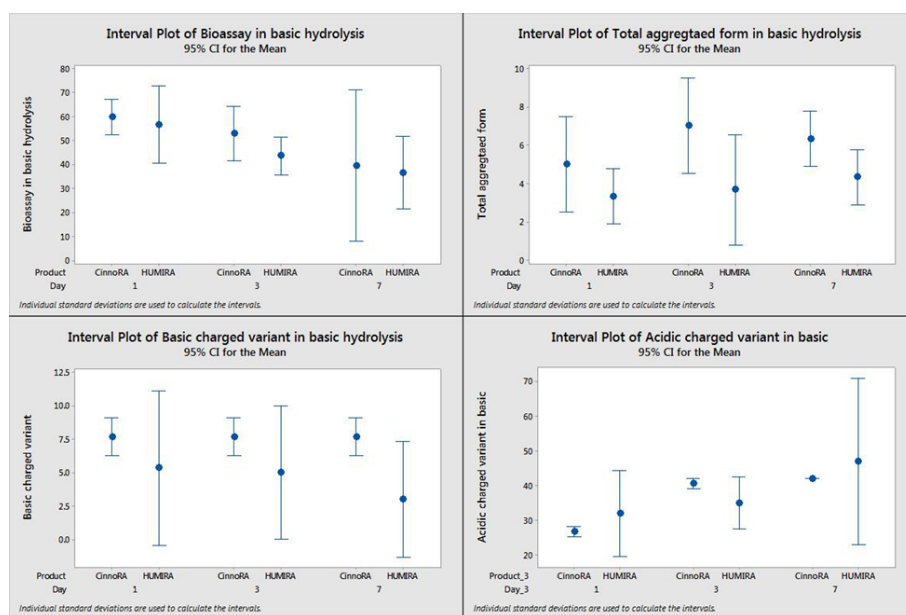 Interval Plot of Bioassay in basic hydrolysis
95% CI for the Mean
80
70
60
50
40
30
20
10
0
Bioassay in basic hydrolysis
Product CinnoRA HUMIRA CinnoRA HUMIRA CinnoRA HUMIRA
Day 1 3 7
Individual standard deviations are used to calculate the intervals.
Interval Plot of Total aggregtaed form in basic hydrolysis
95% CI for the Mean
10
8
6
4
2
0
Total aggregtaed form
Product CinnoRA HUMIRA CinnoRA HUMIRA CinnoRA HUMIRA
Day 1 3 7
Individual standard deviations are used to calculate the intervals.
Interval Plot of Basic charged variant in basic hydrolysis
95% CI for the Mean
12.5
10.0
7.5
5.0
2.5
0.0
Basic charged variant
Product CinnoRA HUMIRA CinnoRA HUMIRA CinnoRA HUMIRA
Day 1 3 7
Individual standard deviations are used to calculate the intervals.
Interval Plot of Acidic charged variant in basic
95% CI for the Mean
70
60
50
40
30
20
Acidic charged variant in basic
Product_3 CinnoRA HUMIRA CinnoRA HUMIRA CinnoRA HUMIRA
Day_3 1 3 7
Individual standard deviations are used to calculate the intervals.